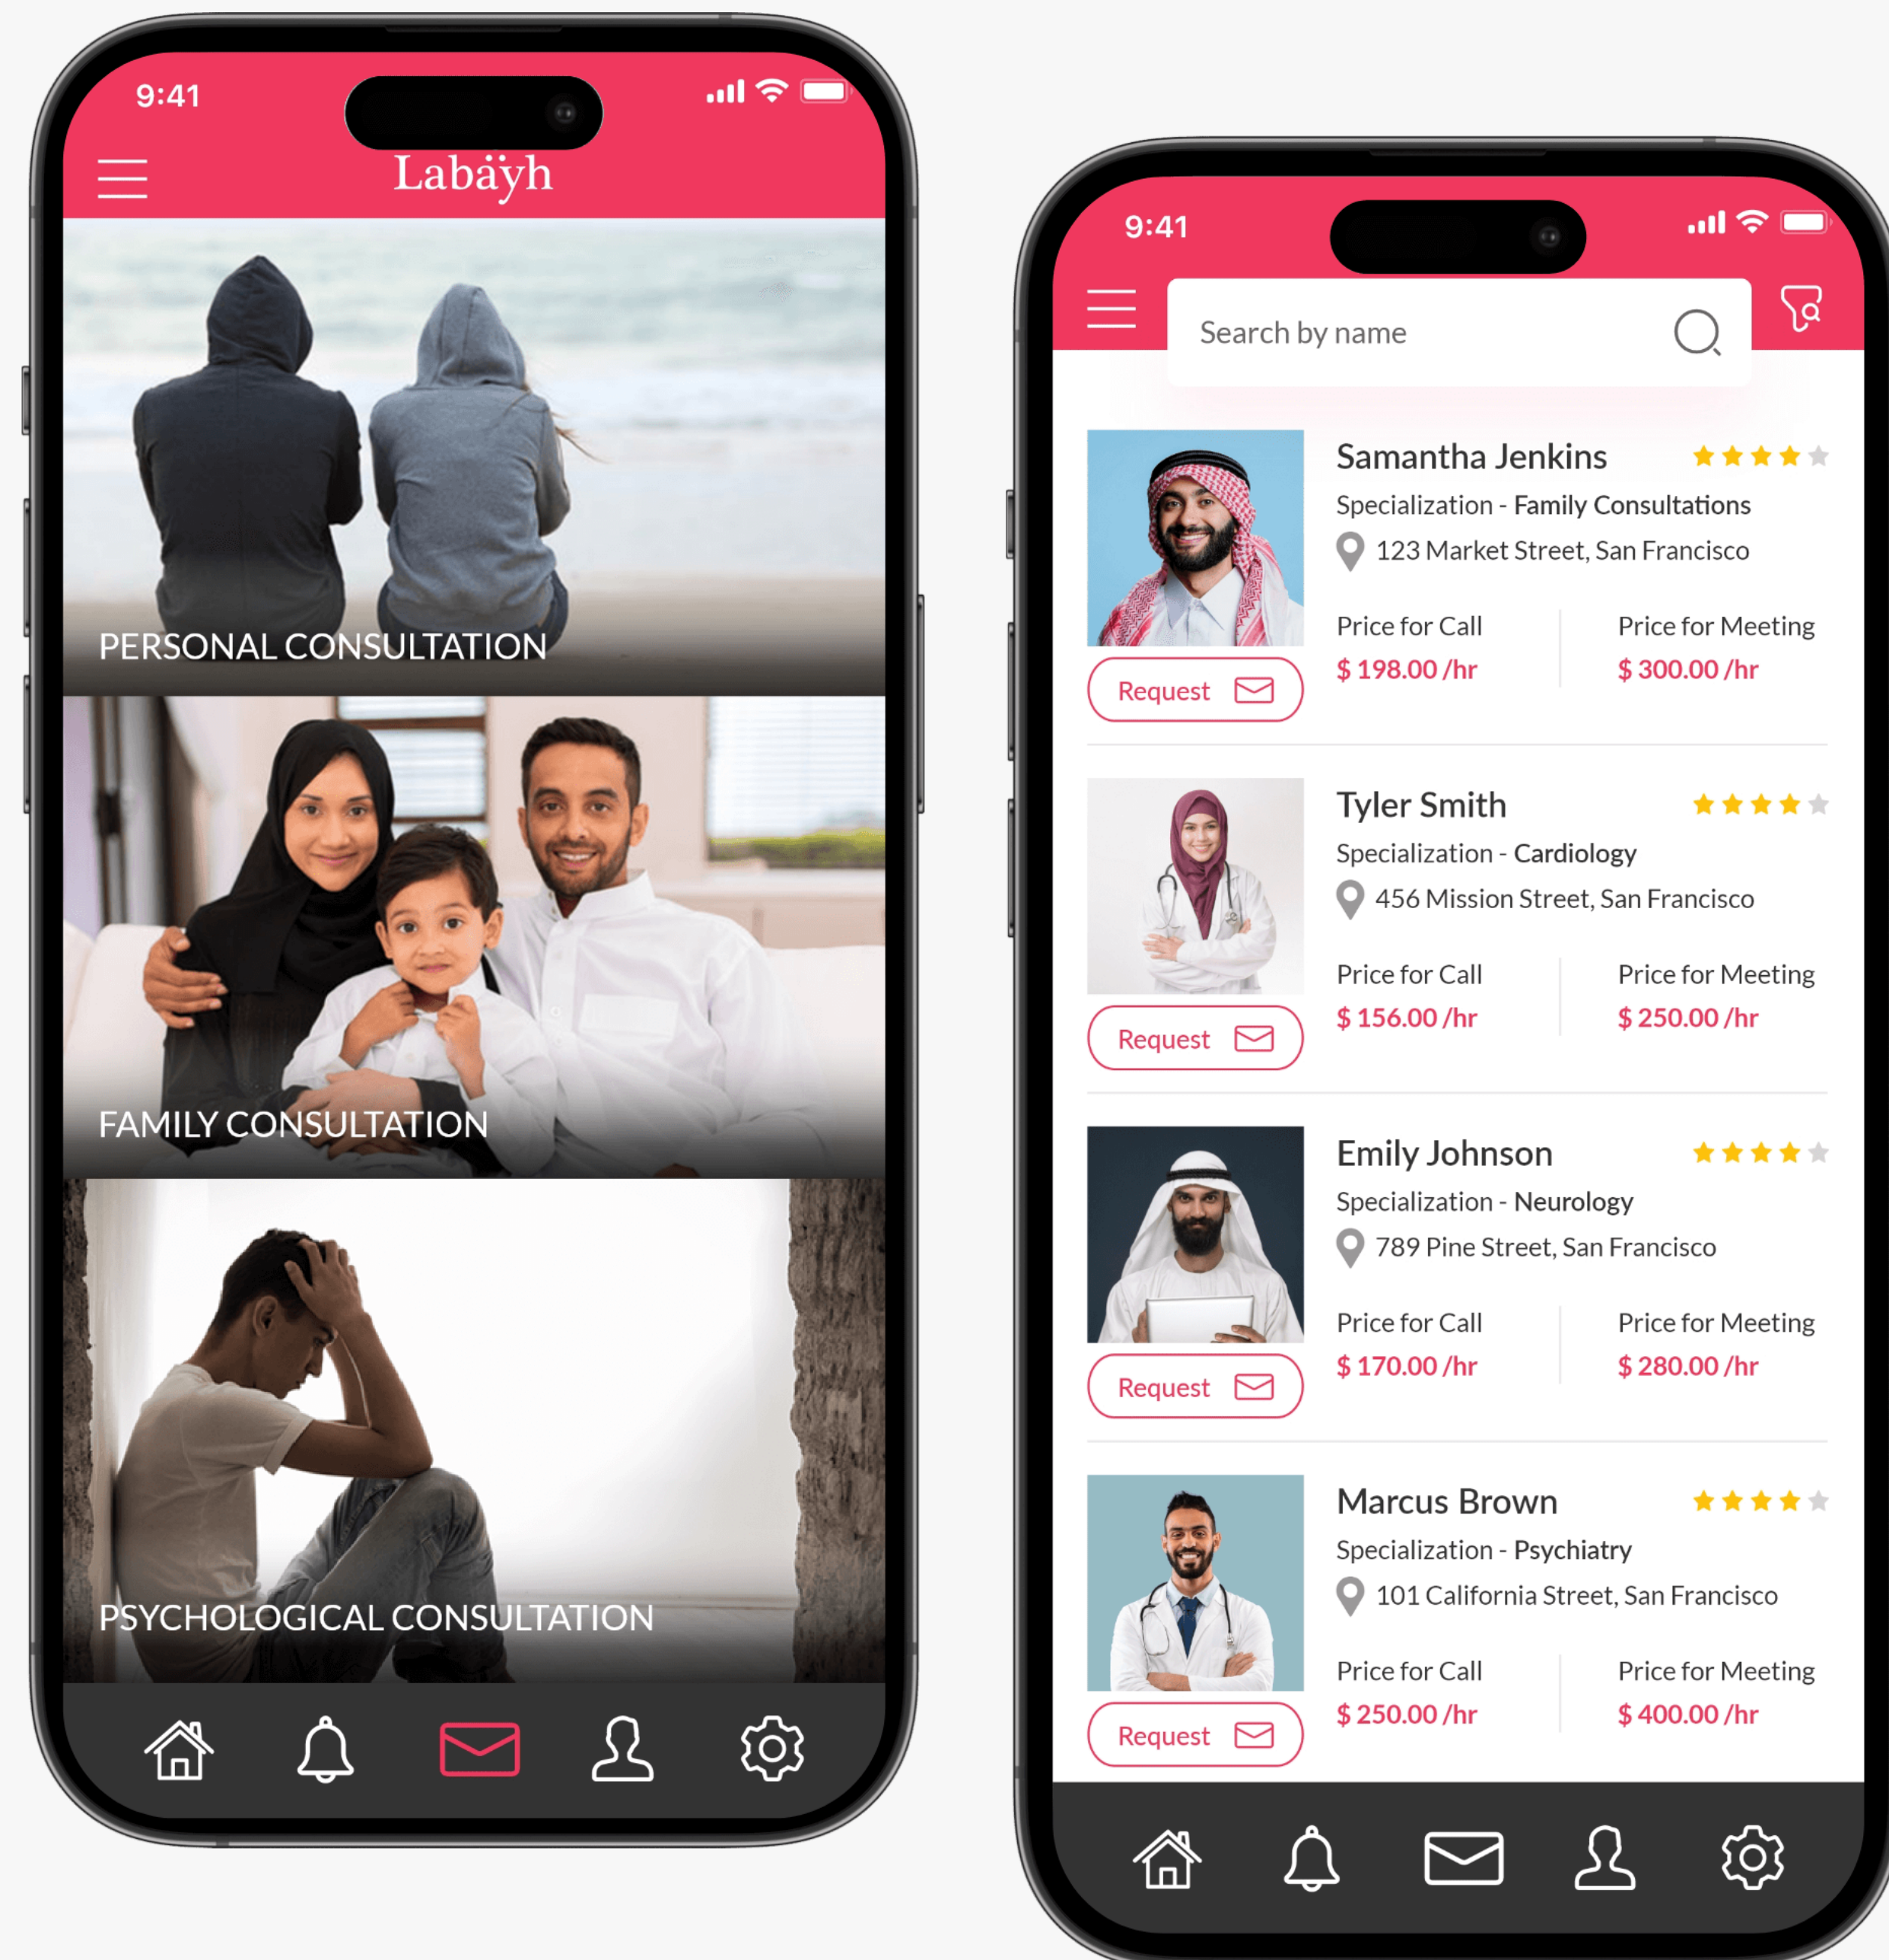 9:41
Labäÿh
PERSONAL CONSULTATION
FAMILY CONSULTATION
PSYCHOLOGICAL CONSULTATION
9:41
Search by name
Samantha Jenkins
Specialization - Family Consultations
123 Market Street, San Francisco
Price for Call
Price for Meeting
$ 198.00 /hr
$ 300.00 /hr
Request
Tyler Smith
Specialization - Cardiology
456 Mission Street, San Francisco
Price for Call
Price for Meeting
$ 156.00 /hr
$ 250.00 /hr
Request
Emily Johnson
Specialization - Neurology
789 Pine Street, San Francisco
Price for Call
Price for Meeting
$ 170.00 /hr
$ 280.00 /hr
Request
Marcus Brown
Specialization - Psychiatry
101 California Street, San Francisco
Price for Call
Price for Meeting
$ 250.00 /hr
$ 400.00 /hr
Request